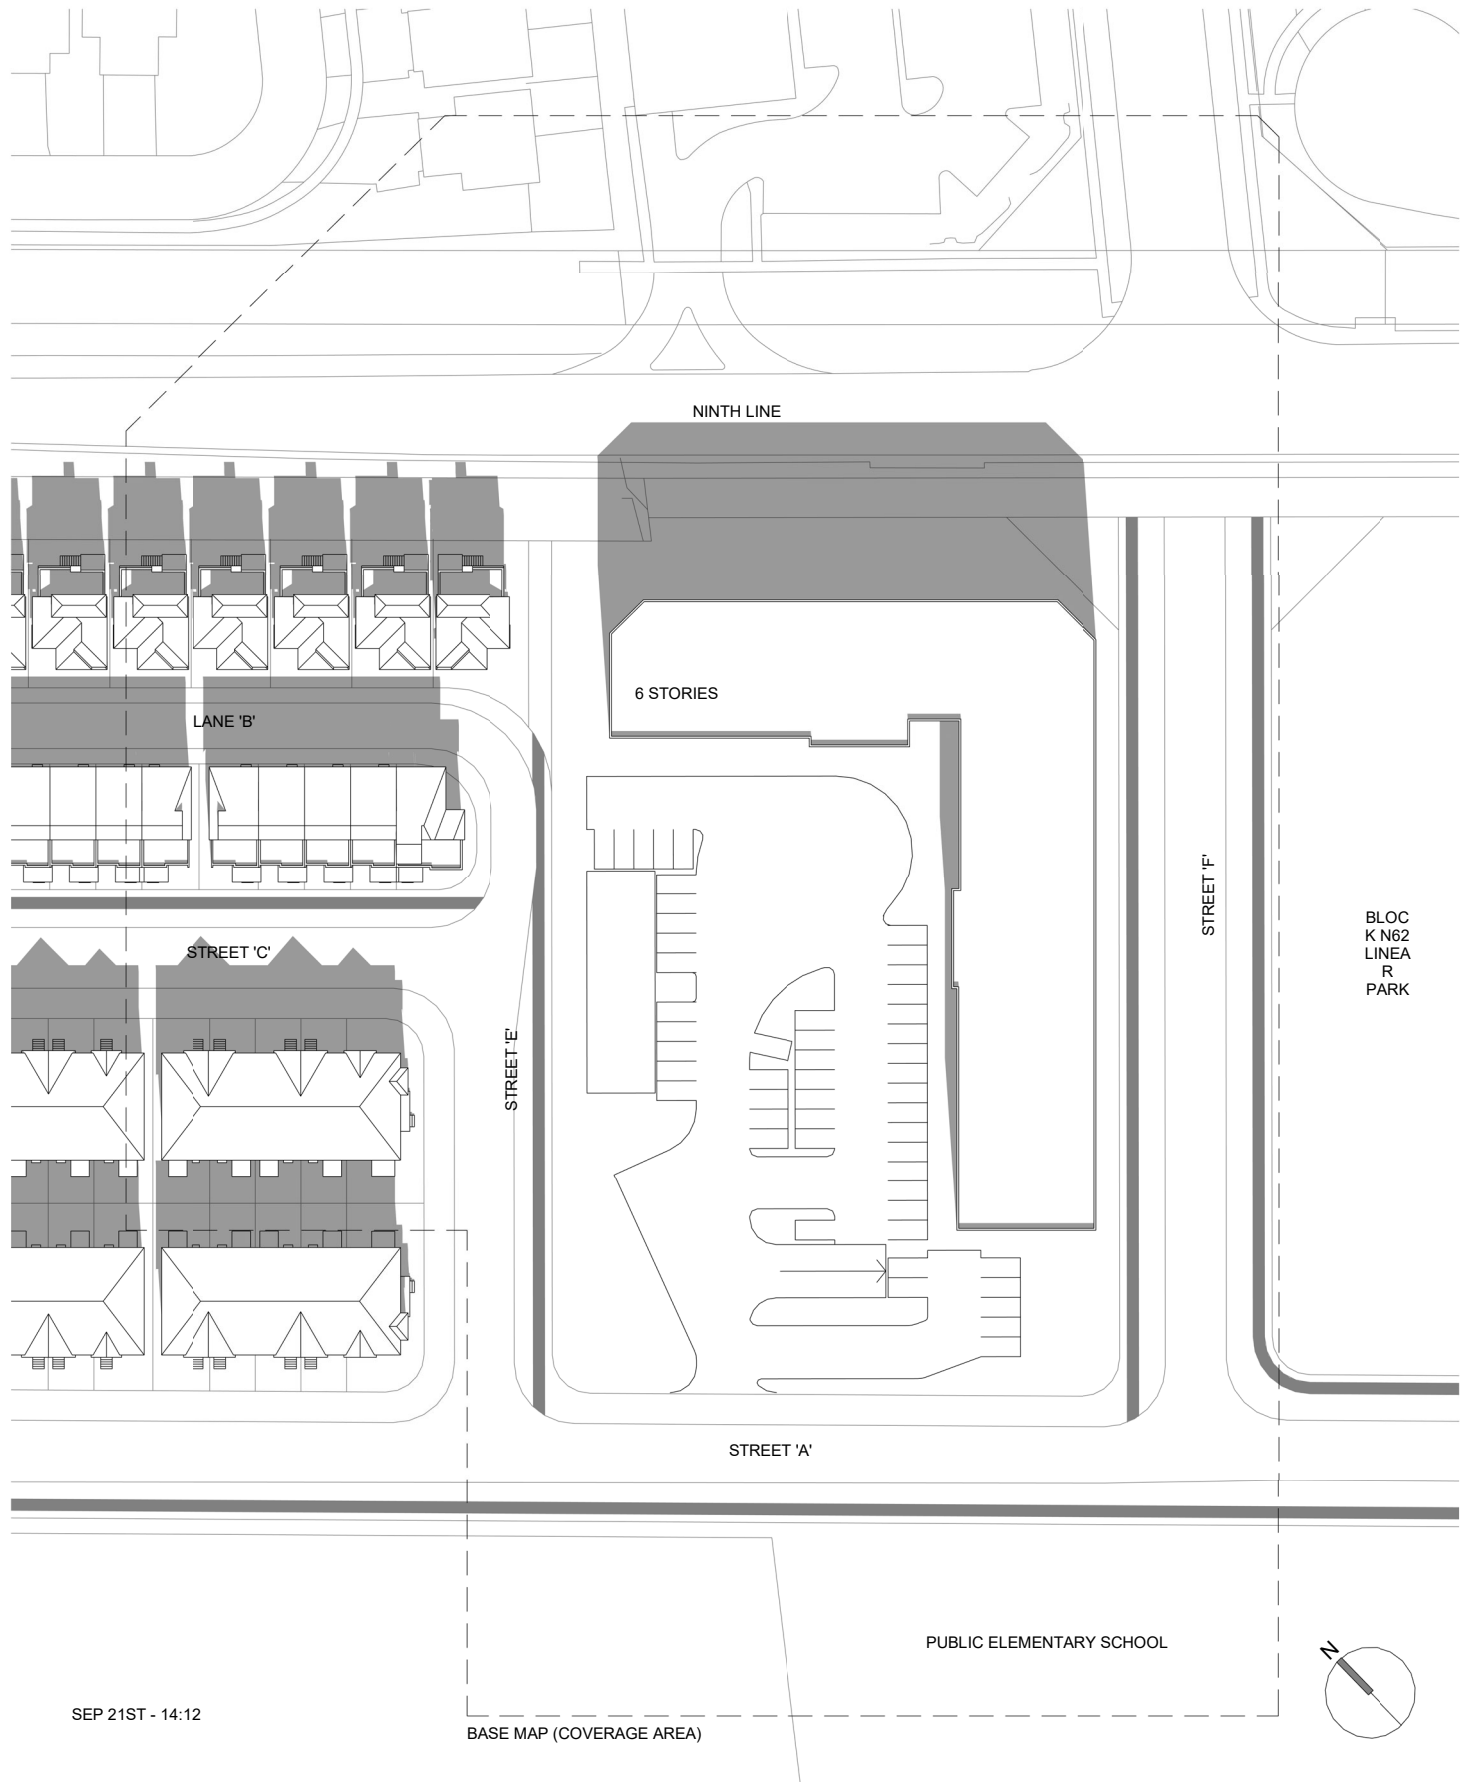 NINTH LINE
6 STORIES
LANE 'B'
STREET 'F'
BLOC
K N62
LINEA
R
PARK
STREET 'C'
STREET 'E'
STREET 'A'
PUBLIC ELEMENTARY SCHOOL
N
SEP 21ST - 14:12
BASE MAP (COVERAGE AREA)